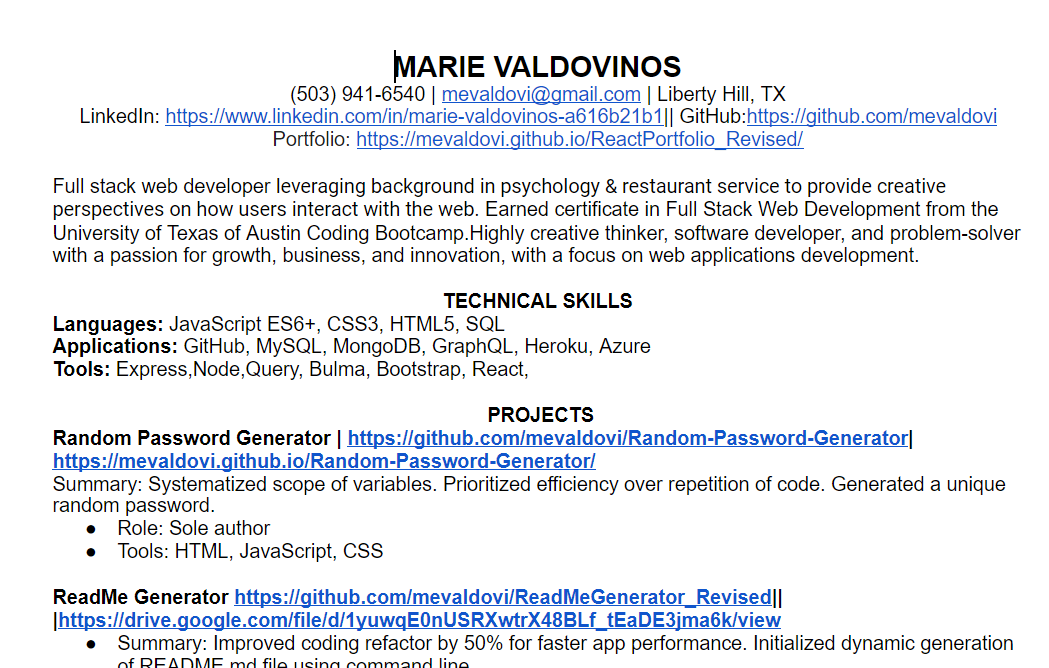 MARIE VALDOVINOS
(503) 941-6540 | mevaldovi@gmail.com | Liberty Hill, TX
LinkedIn: https://www.linkedin.com/in/marie-valdovinos-a616b21b1|| GitHub:https://github.com/mevaldovi
Portfolio: https://mevaldovi.github.io/ReactPortfolio_Revised/
Full stack web developer leveraging background in psychology & restaurant service to provide creative
perspectives on how users interact with the web. Earned certificate in Full Stack Web Development from the
University of Texas of Austin Coding Bootcamp.Highly creative thinker, software developer, and problem-solver
with a passion for growth, business, and innovation, with a focus on web applications development.
TECHNICAL SKILLS
Languages: JavaScript ES6+, CSS3, HTML5, SQL
Applications: GitHub, MySQL, MongoDB, GraphQL, Heroku, Azure
Tools: Express,Node,Query, Bulma, Bootstrap, React,
PROJECTS
Random Password Generator | https://github.com/mevaldovi/Random-Password-Generator|
https://mevaldovi.github.io/Random-Password-Generator/
Summary: Systematized scope of variables. Prioritized efficiency over repetition of code. Generated a unique
random password.
● Role: Sole author
● Tools: HTML, JavaScript, CSS
ReadMe Generator https://github.com/mevaldovi/ReadMeGenerator_Revised||
|https://drive.google.com/file/d/1yuwqE0nUSRXwtrX48BLf_tEaDE3jma6k/view
● Summary: Improved coding refactor by 50% for faster app performance. Initialized dynamic generation
of README.md file using command line